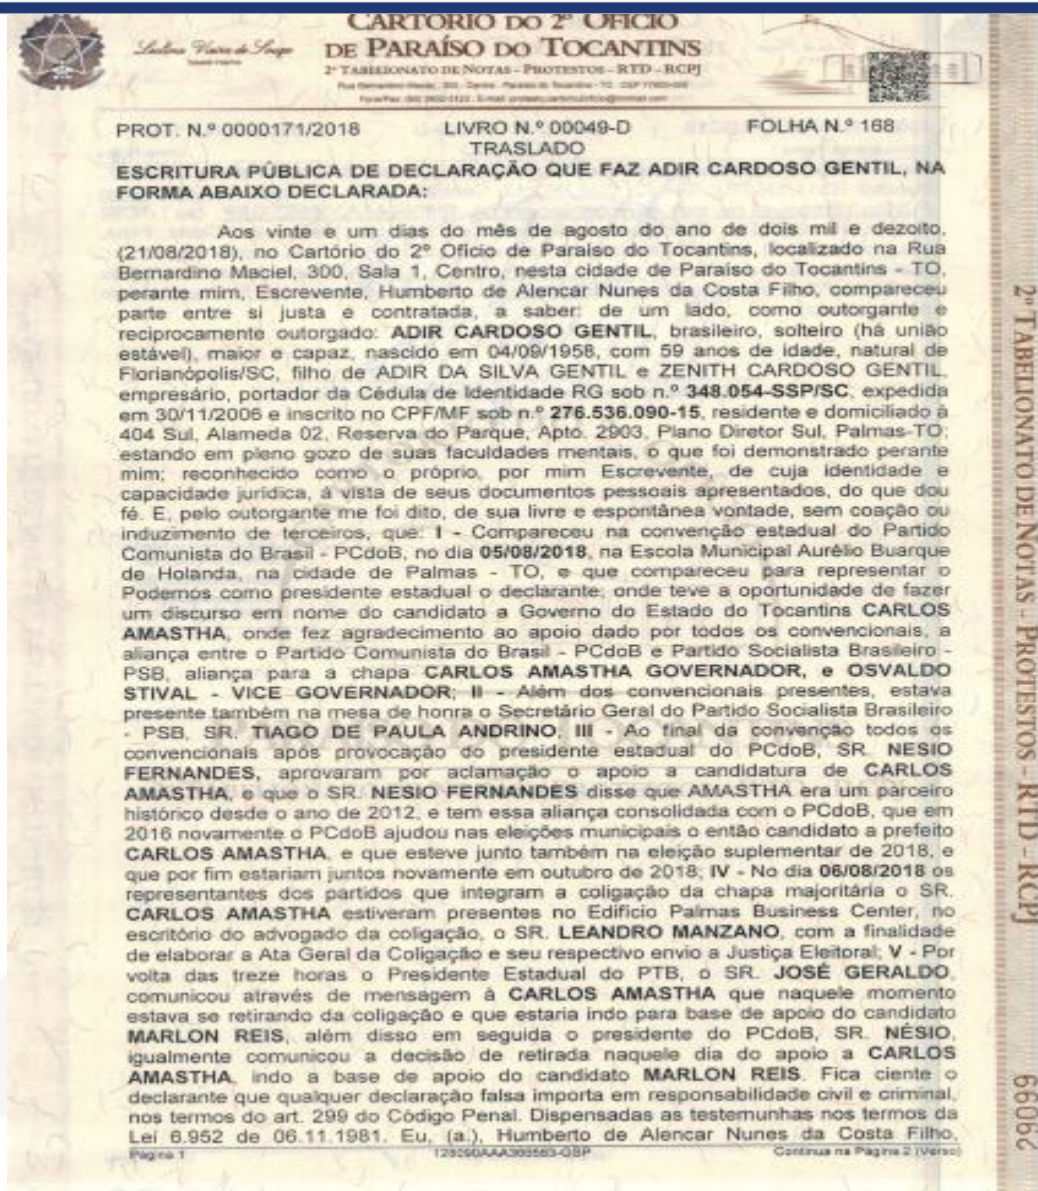 CARTÓRIO DO 2º OFÍCIO
DE PARAÍSO DO TOCANTINS
2º TABELIONATO DE NOTAS - PROTESTOS - RTD - RCPJ
PROT. N.º 0000171/2018 LIVRO N.º 00049-D FOLHA N.º 168
TRASLADO
ESCRITURA PÚBLICA DE DECLARAÇÃO QUE FAZ ADIR CARDOSO GENTIL, NA
FORMA ABAIXO DECLARADA:
Aos vinte e um dias do mês de agosto do ano de dois mil e dezoito,
(21/08/2018), no Cartório do 2º Ofício de Paraíso do Tocantins, localizado na Rua
Bernardino Maciel, 300, Sala 1, Centro, nesta cidade de Paraíso do Tocantins - TO,
perante mim, Escrevente, Humberto de Alencar Nunes da Costa Filho, compareceu
parte entre si justa e contratada, a saber: de um lado, como outorgante e
reciprocamente outorgado: ADIR CARDOSO GENTIL, brasileiro, solteiro (há união
estável), maior e capaz, nascido em 04/09/1958, com 59 anos de idade, natural de
Florianópolis/SC, filho de ADIR DA SILVA GENTIL e ZENITH CARDOSO GENTIL,
empresário, portador da Cédula de Identidade RG sob n.º 348.054-SSP/SC, expedida
em 30/11/2006 e inscrito no CPF/MF sob n.º 276.536.090-15, residente e domiciliado à
404 Sul, Alameda 02, Reserva do Parque, Apto. 2903, Plano Diretor Sul, Palmas-TO;
estando em pleno gozo de suas faculdades mentais, o que foi demonstrado perante
mim; reconhecido como o próprio, por mim Escrevente, de cuja identidade e
capacidade jurídica, à vista de seus documentos pessoais apresentados, do que dou
fé. E, pelo outorgante me foi dito, de sua livre e espontânea vontade, sem coação ou
induzimento de terceiros, que: I - Compareceu na convenção estadual do Partido
Comunista do Brasil - PCdoB, no dia 05/08/2018, na Escola Municipal Aurélio Buarque
de Holanda, na cidade de Palmas - TO, e que compareceu para representar o
Podemos como presidente estadual o declarante; onde teve a oportunidade de fazer
um discurso em nome do candidato a Governo do Estado do Tocantins CARLOS
AMASTHA, onde fez agradecimento ao apoio dado por todos os convencionais, a
aliança entre o Partido Comunista do Brasil - PCdoB e Partido Socialista Brasileiro -
PSB, aliança para a chapa CARLOS AMASTHA GOVERNADOR, e OSVALDO
STIVAL - VICE GOVERNADOR; II - Além dos convencionais presentes, estava
presente também na mesa de honra o Secretário Geral do Partido Socialista Brasileiro
- PSB, SR. TIAGO DE PAULA ANDRINO; III - Ao final da convenção todos os
convencionais após provocação do presidente estadual do PCdoB, SR. NESIO
FERNANDES, aprovaram por aclamação o apoio a candidatura de CARLOS
AMASTHA, e que o SR. NESIO FERNANDES disse que AMASTHA era um parceiro
histórico desde o ano de 2012, e tem essa aliança consolidada com o PCdoB, que em
2016 novamente o PCdoB ajudou nas eleições municipais o então candidato a prefeito
CARLOS AMASTHA, e que esteve junto também na eleição suplementar de 2018, e
que por fim estariam juntos novamente em outubro de 2018; IV - No dia 06/08/2018 os
representantes dos partidos que integram a coligação da chapa majoritária o SR.
CARLOS AMASTHA estiveram presentes no Edifício Palmas Business Center, no
escritório do advogado da coligação, o SR. LEANDRO MANZANO, com a finalidade
de elaborar a Ata Geral da Coligação e seu respectivo envio a Justiça Eleitoral; V - Por
volta das treze horas o Presidente Estadual do PTB, o SR. JOSÉ GERALDO,
comunicou através de mensagem à CARLOS AMASTHA que naquele momento
estava se retirando da coligação e que estaria indo para base de apoio do candidato
MARLON REIS, além disso em seguida o presidente do PCdoB, SR. NÉSIO,
igualmente comunicou a decisão de retirada naquele dia do apoio a CARLOS
AMASTHA, indo a base de apoio do candidato MARLON REIS. Fica ciente o
declarante que qualquer declaração falsa importa em responsabilidade civil e criminal,
nos termos do art. 299 do Código Penal. Dispensadas as testemunhas nos termos da
Lei 6.952 de 06.11.1981. Eu, (a.), Humberto de Alencar Nunes da Costa Filho,
Página 1 Continua na Página 2 (Verso)
2º TABELIONATO DE NOTAS - PROTESTOS - RTD - RCPJ
66062